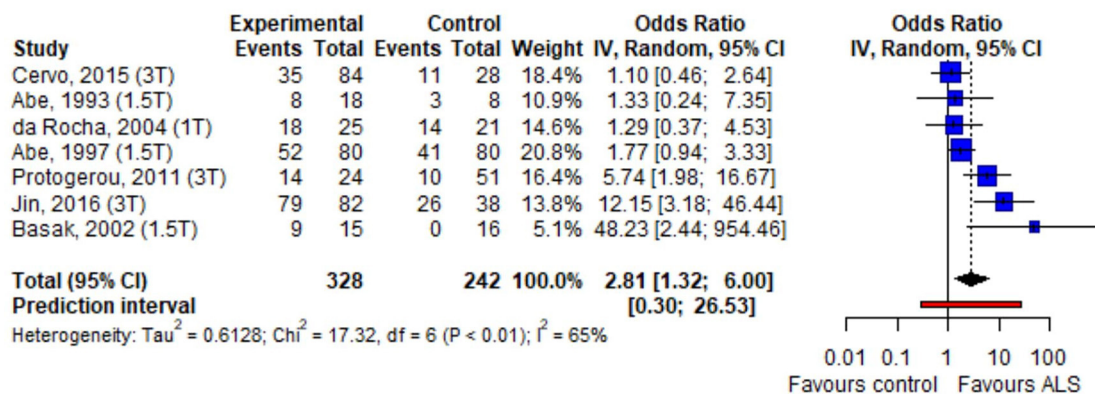 Experimental Control Odds Ratio Odds Ratio
Study Events Total Events Total Weight IV, Random, 95% CI IV, Random, 95% CI
Cervo, 2015 (3T) 35 84 11 28 18.4% 1.10 [0.46; 2.64]
Abe, 1993 (1.5T) 8 18 3 8 10.9% 1.33 [0.24; 7.35]
da Rocha, 2004 (1T) 18 25 14 21 14.6% 1.29 [0.37; 4.53]
Abe, 1997 (1.5T) 52 80 41 80 20.8% 1.77 [0.94; 3.33]
Protogerou, 2011 (3T) 14 24 10 51 16.4% 5.74 [1.98; 16.67]
Jin, 2016 (3T) 79 82 26 38 13.8% 12.15 [3.18; 46.44]
Basak, 2002 (1.5T) 9 15 0 16 5.1% 48.23 [2.44; 954.46]
Total (95% CI) 328 242 100.0% 2.81 [1.32; 6.00]
Prediction interval [0.30; 26.53]
Heterogeneity: Tau² = 0.6128; Chi² = 17.32, df = 6 (P < 0.01); I² = 65%
0.01 0.1 1 10 100
Favours control Favours ALS